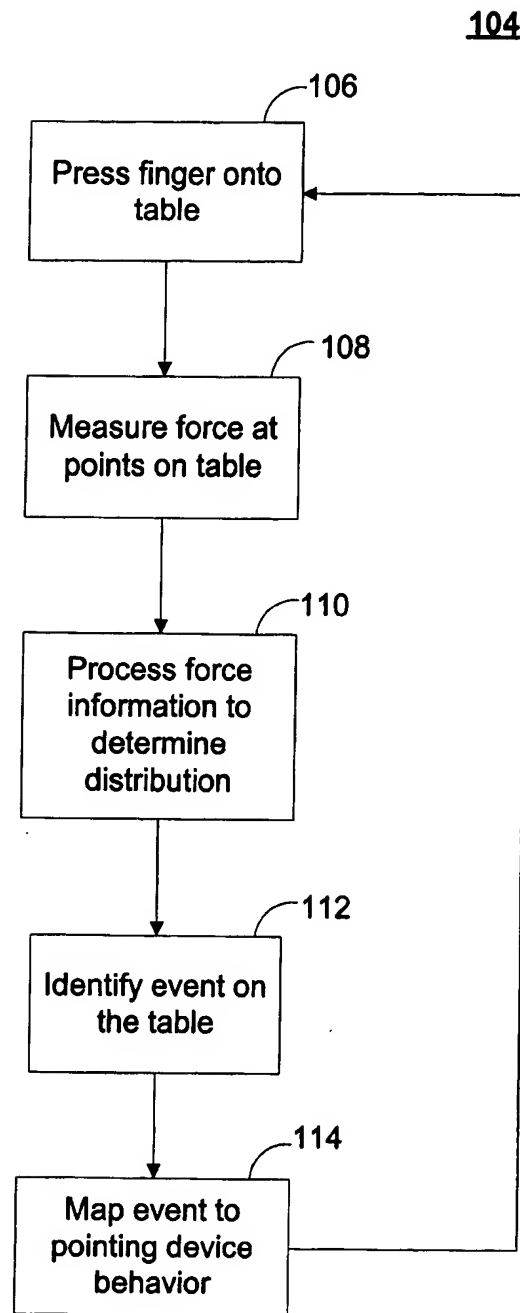 104
106
Press finger onto
table
108
Measure force at
points on table
110
Process force
information to
determine
distribution
112
Identify event on
the table
114
Map event to
pointing device
behavior